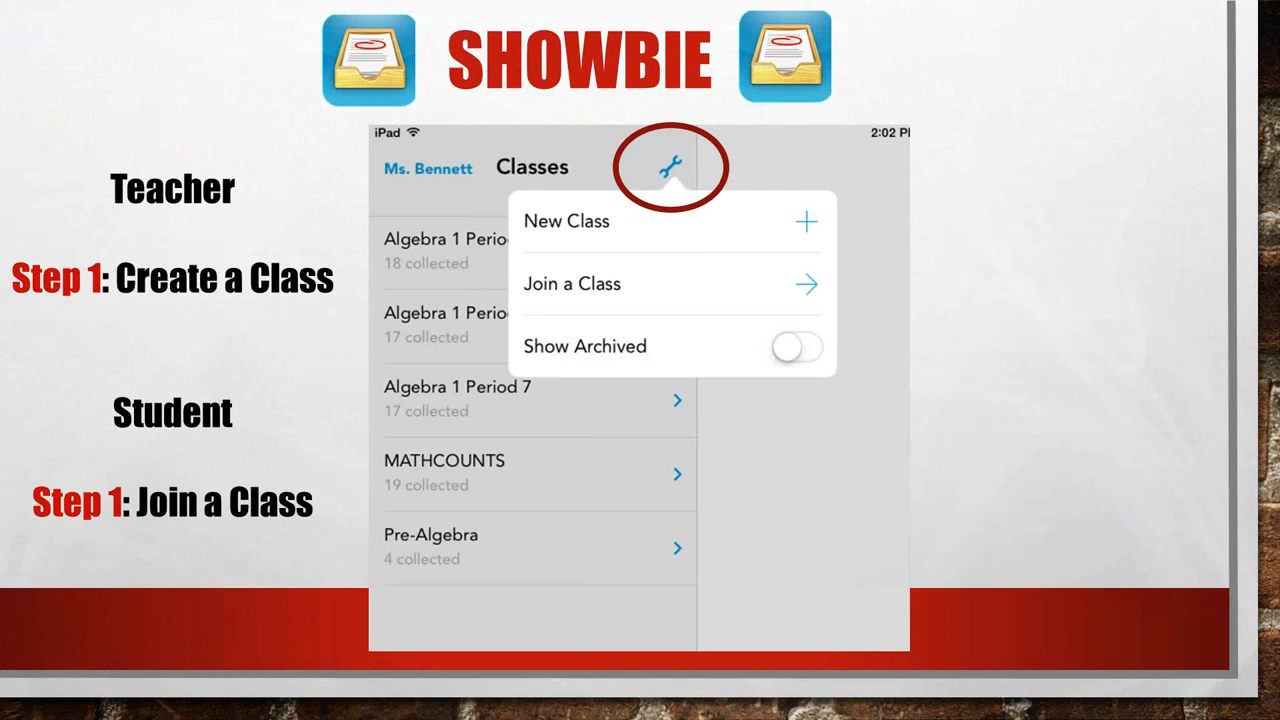 SHOWBIE
Teacher
Step 1: Create a Class
Student
Step 1: Join a Class
iPad
2:02 P
Ms. Bennett Classes
New Class
Join a Class
Show Archived
Algebra 1 Perio
18 collected
Algebra 1 Perio
17 collected
Algebra 1 Period 7
17 collected
MATHCOUNTS
19 collected
Pre-Algebra
4 collected